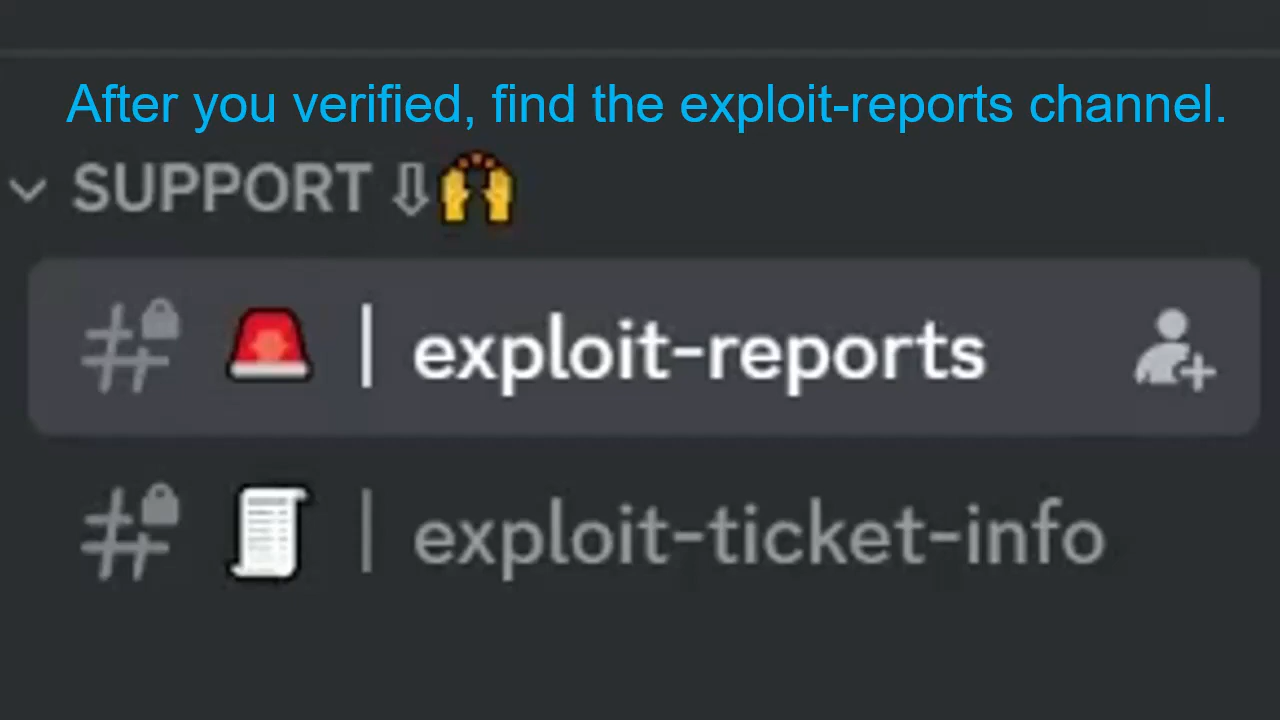 After you verified, find the exploit-reports channel.
SUPPORT ⇩🙌
# 🚨 | exploit-reports
# 📜 | exploit-ticket-info